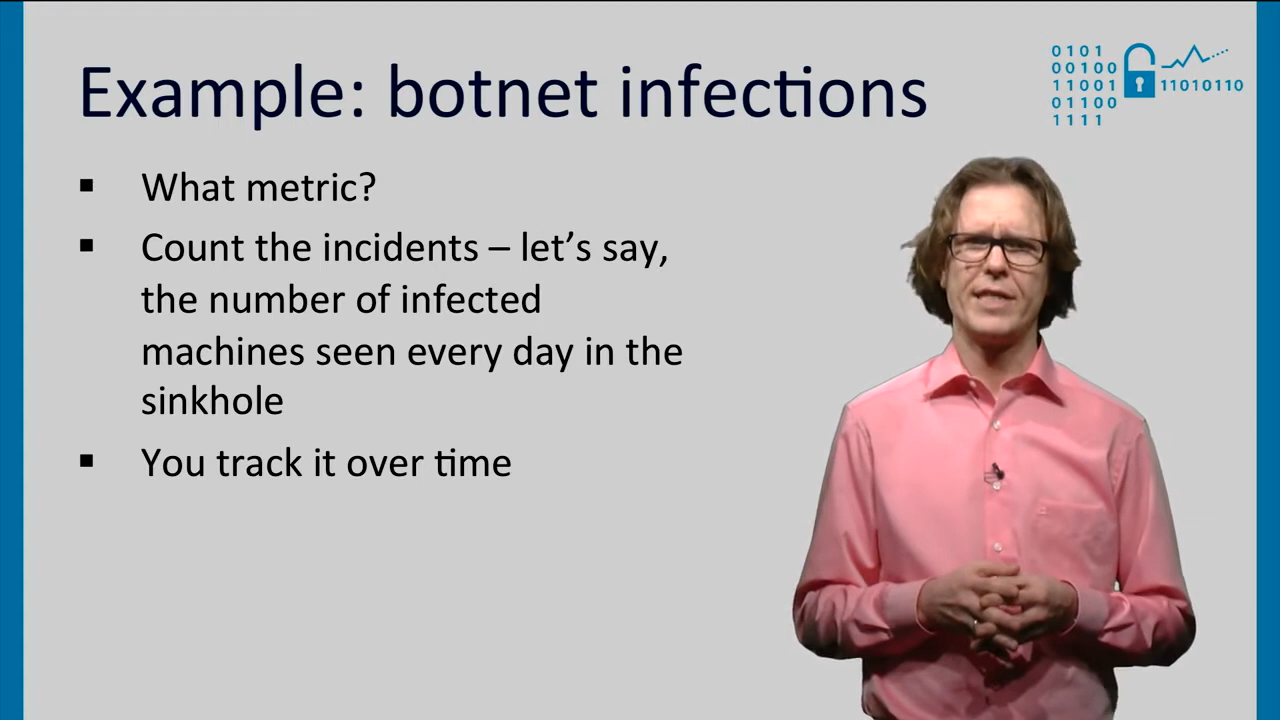 Example: botnet infections
0101
00100
11001
01100
1111
11010110
▪ What metric?
▪ Count the incidents – let’s say,
the number of infected
machines seen every day in the
sinkhole
▪ You track it over time